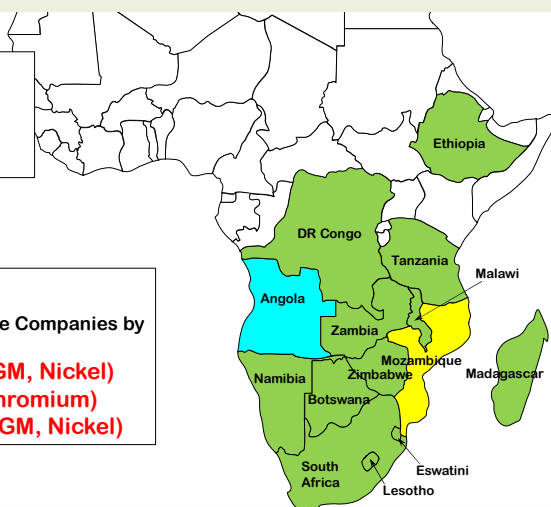 Ethiopia
DR Congo
Tanzania
Malawi
Angola
Zambia
Mozambique
Zimbabwe
Madagascar
Namibia
Botswana
South
Africa
Eswatini
Lesotho
e Companies by
GM, Nickel)
hromium)
GM, Nickel)